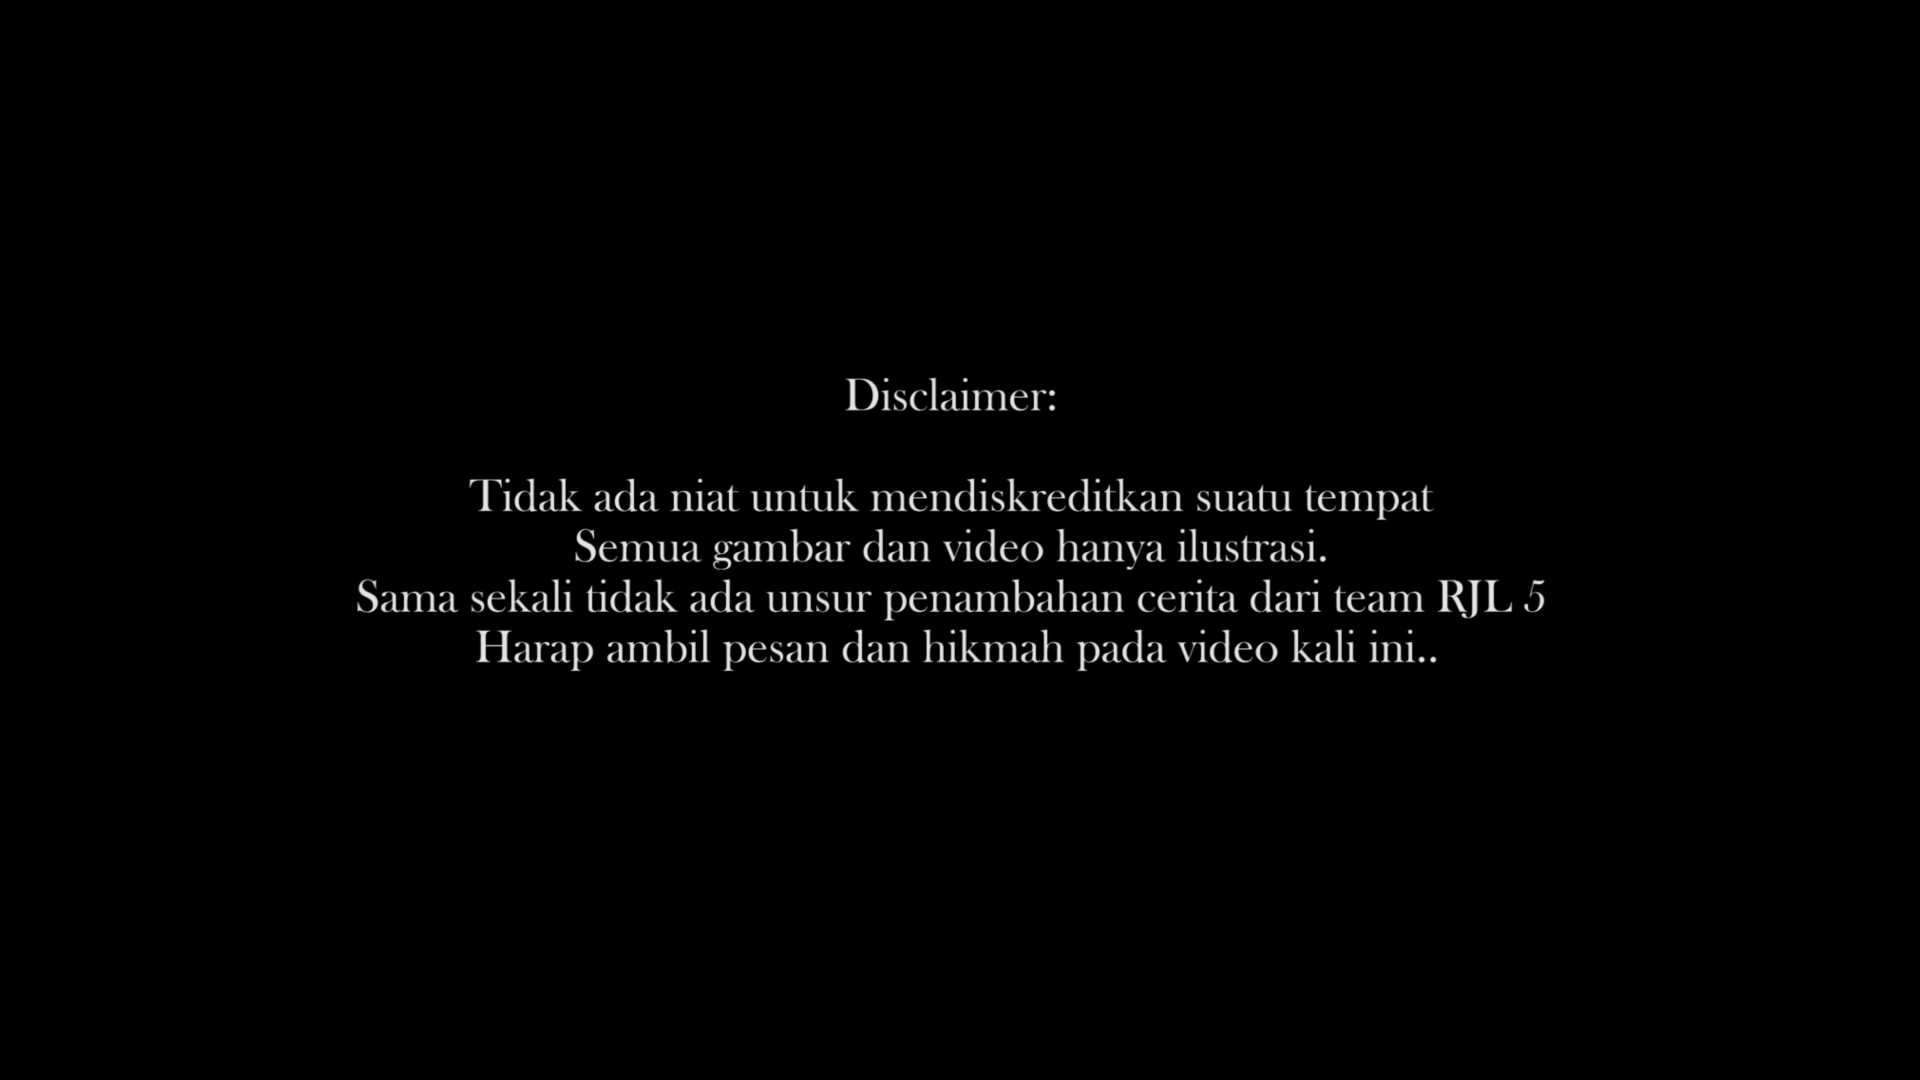 Disclaimer:
Tidak ada niat untuk mendiskreditkan suatu tempat
Semua gambar dan video hanya ilustrasi.
Sama sekali tidak ada unsur penambahan cerita dari team RJL 5
Harap ambil pesan dan hikmah pada video kali ini..